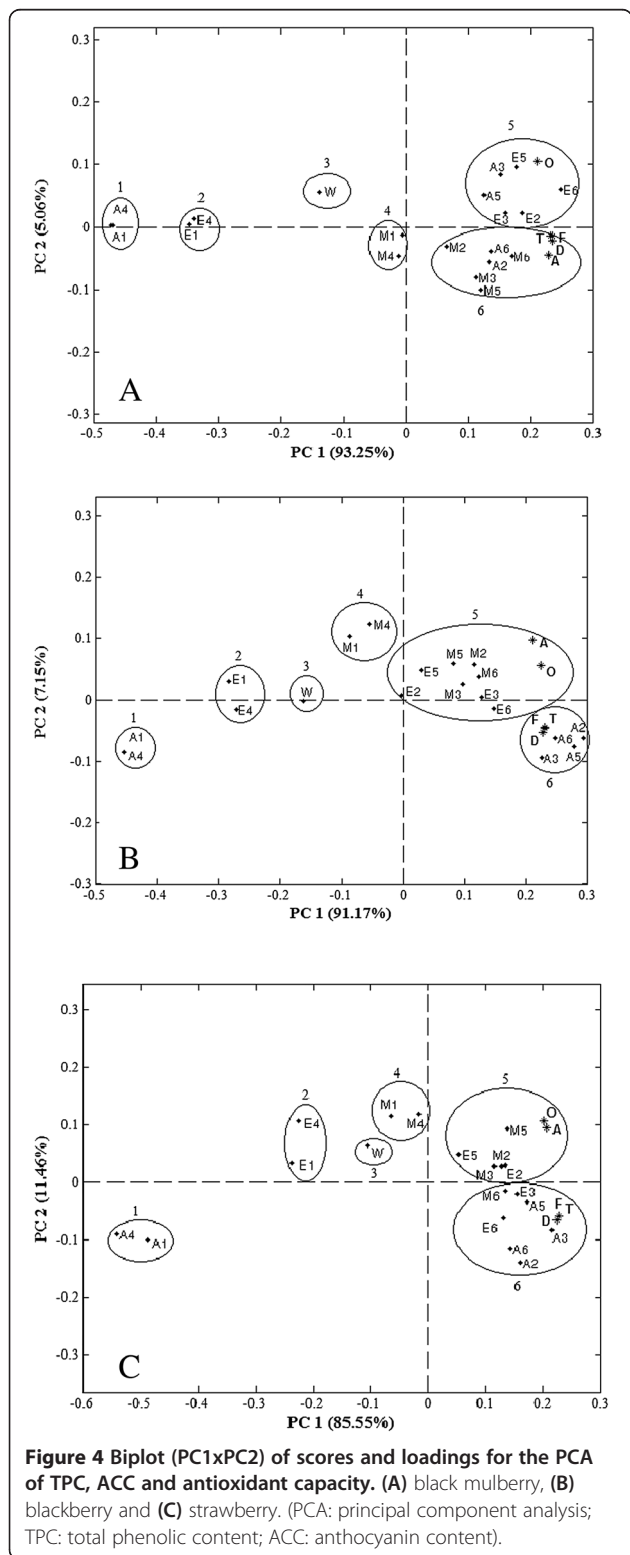 0.3
0.2
5
E5 O
0.1
3
A3
1
2
W
A5
E6
PC 2 (5.06%)
A4
E4
4
E3 E2
0
A1
E1
M1
T F
M4
M2
A6
M6
D
A2
A
-0.1
M3
M5
6
-0.2
A
-0.3
-0.5 -0.4 -0.3 -0.2 -0.1 0 0.1 0.2 0.3
PC 1 (93.25%)
0.3
0.2
4
5
0.1
M4
A
M1
2
M5 M2
O
PC 2 (7.15%)
E1
3
E5
M6
W
E2
M3
0
E4
E3
1
E6
F T
A1
D
A6
A2
A4
A3
A5
-0.1
6
-0.2
B
-0.3
-0.5 -0.4 -0.3 -0.2 -0.1 0 0.1 0.2 0.3
PC 1 (91.17%)
0.3
0.2
4
5
2
M1
O
0.1
E4
M4
M5
A
W
E5
M2
E1
M3
E2
PC 2 (11.46%)
3
0
M6
E3
1
A5
F T
E6
D
A4
A1
A3
-0.1
A6
A2
6
-0.2
-0.3
C
-0.6 -0.5 -0.4 -0.3 -0.2 -0.1 0 0.1 0.2 0.3
PC 1 (85.55%)
Figure 4 Biplot (PC1xPC2) of scores and loadings for the PCA
of TPC, ACC and antioxidant capacity. (A) black mulberry, (B)
blackberry and (C) strawberry. (PCA: principal component analysis;
TPC: total phenolic content; ACC: anthocyanin content).